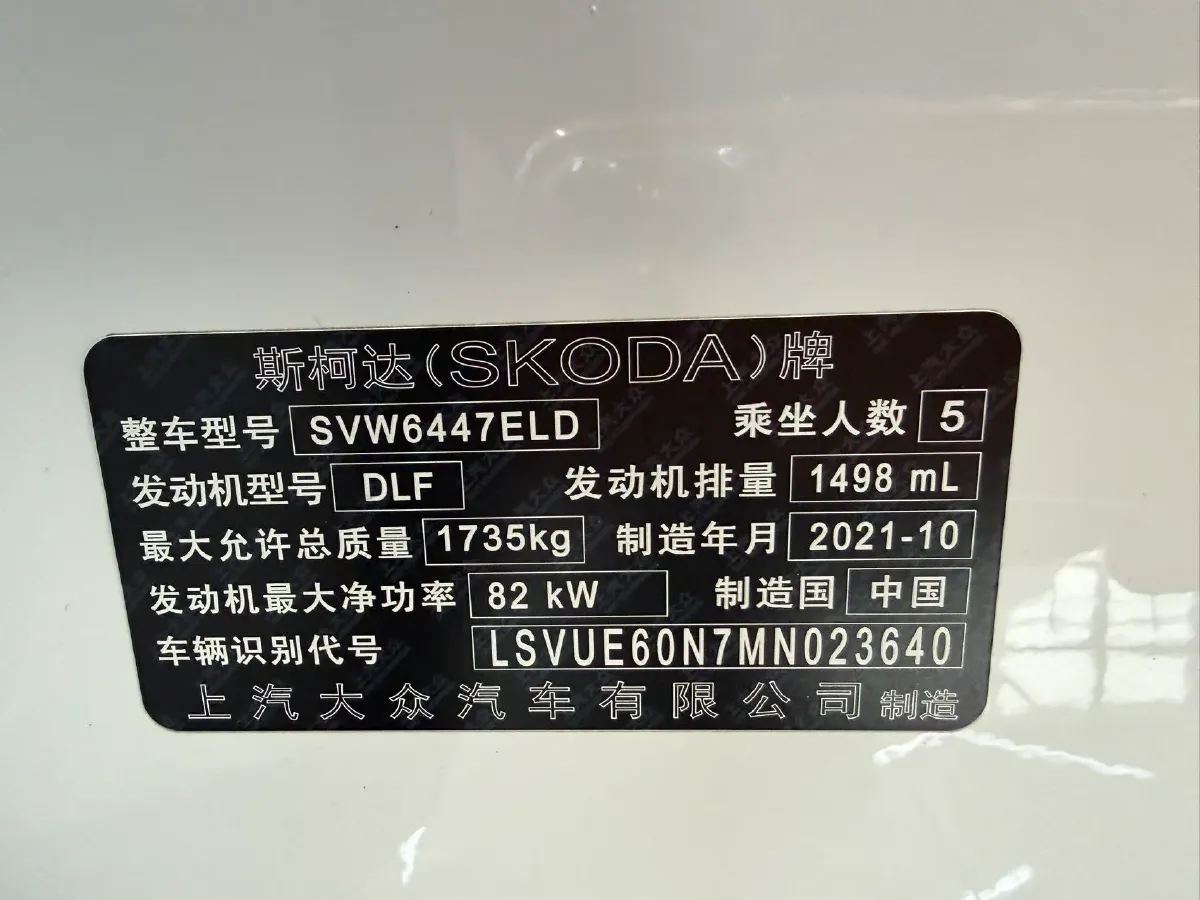 斯柯达(SKODA)牌
整车型号 SVW6447ELD 乘坐人数 5
发动机型号 DLF 发动机排量 1498 mL
最大允许总质量 1735kg 制造年月 2021-10
发动机最大净功率 82 kW 制造国 中国
车辆识别代号 LSVUE60N7MN023640
上汽大众汽车有限公司 制造